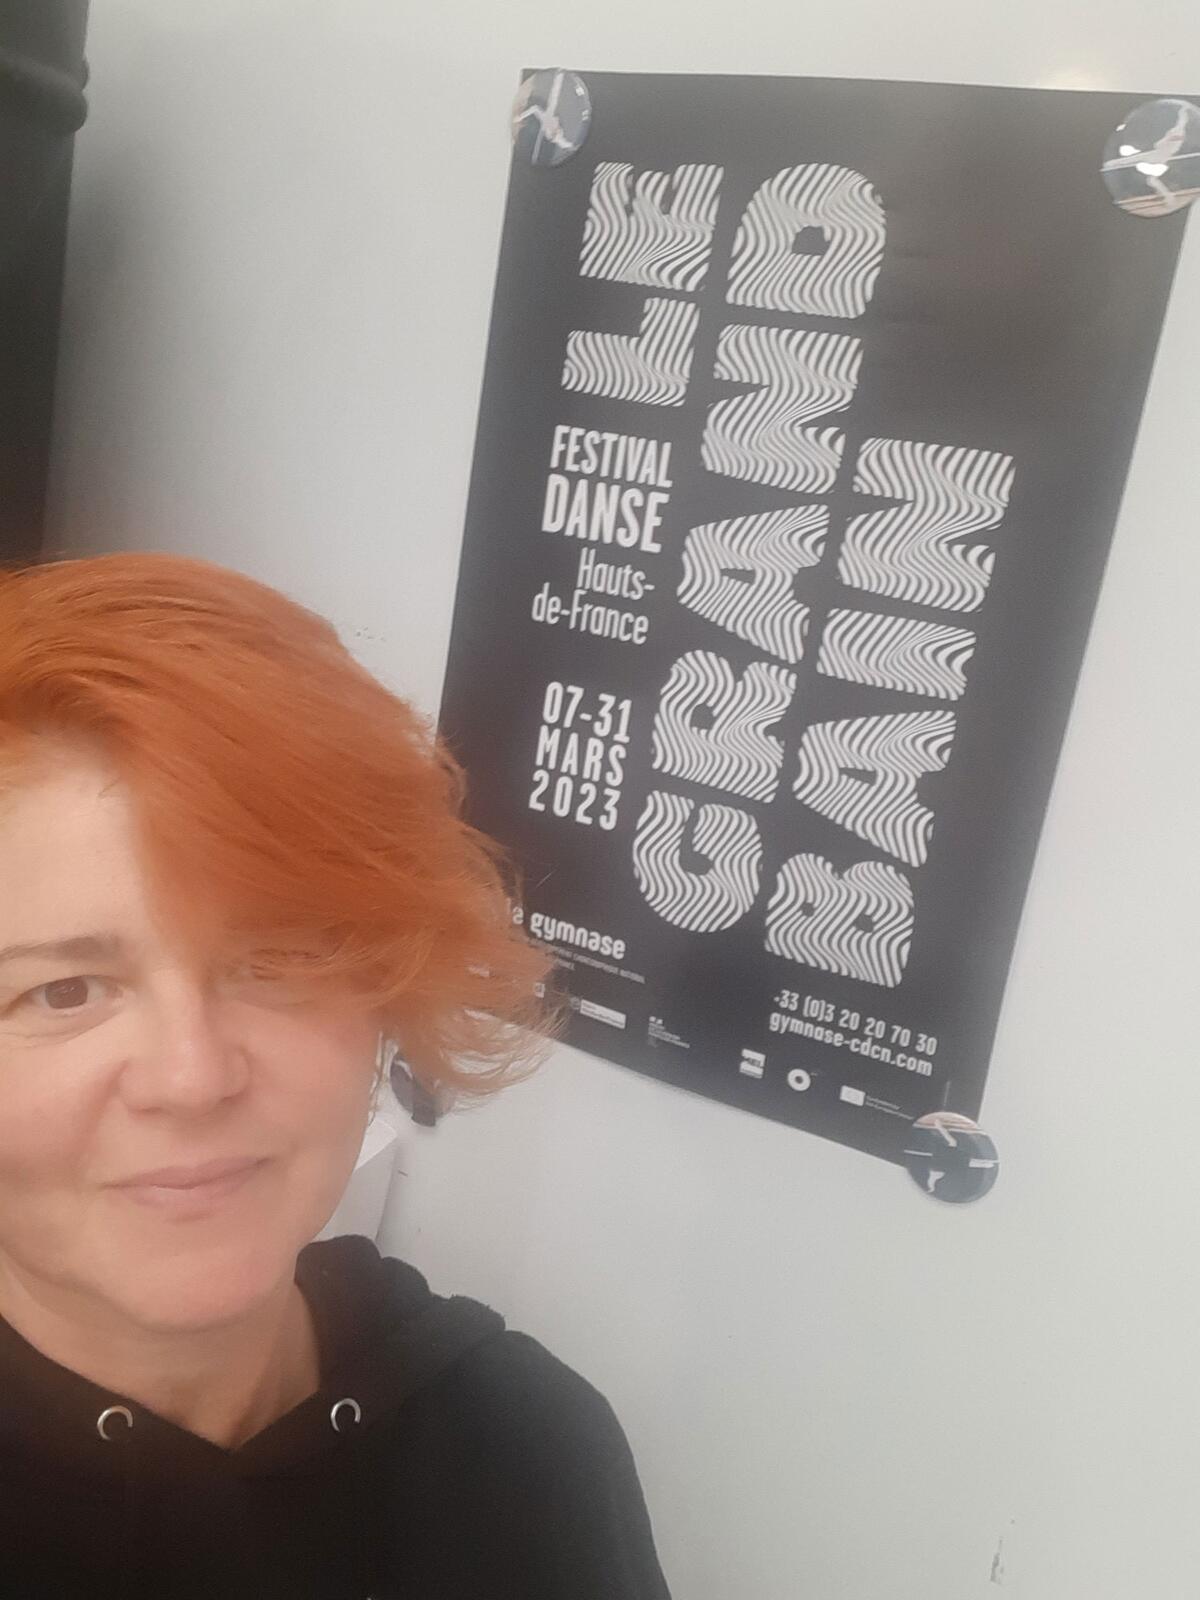 LE
GRAND
BAIN
FESTIVAL
DANSE
Hauts-
de-France
07-31
MARS
2023
gymnase
+33 (0)3 20 20 70 30
gymnase-cdcn.com
MEL